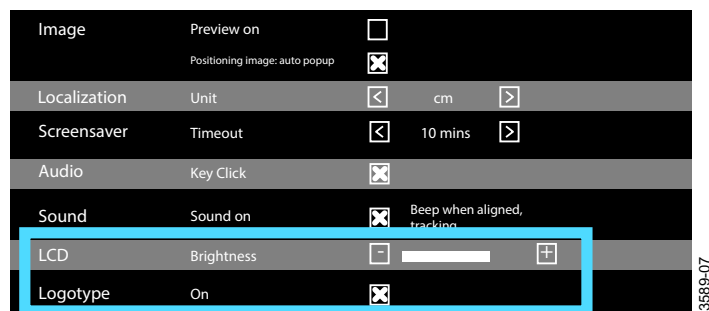 Image Preview on
Positioning image: auto popup
Localization Unit < cm >
Screensaver Timeout < 10 mins >
Audio Key Click
Sound Sound on Beep when aligned,
tracking
LCD Brightness - +
Logotype On
3589-07